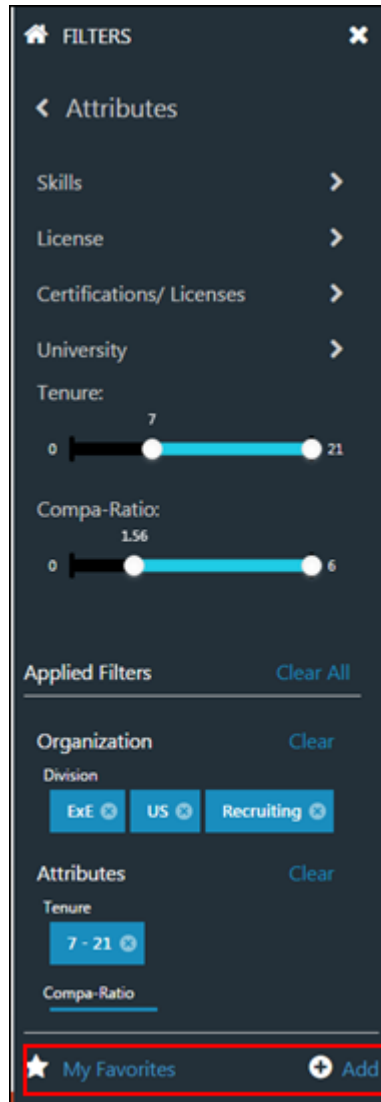 FILTERS
Attributes
Skills
License
Certifications/ Licenses
University
Tenure:
7
0 21
Compa-Ratio:
1.56
0 6
Applied Filters Clear All
Organization Clear
Division
ExE US Recruiting
Attributes Clear
Tenure
7 - 21
Compa-Ratio
My Favorites Add